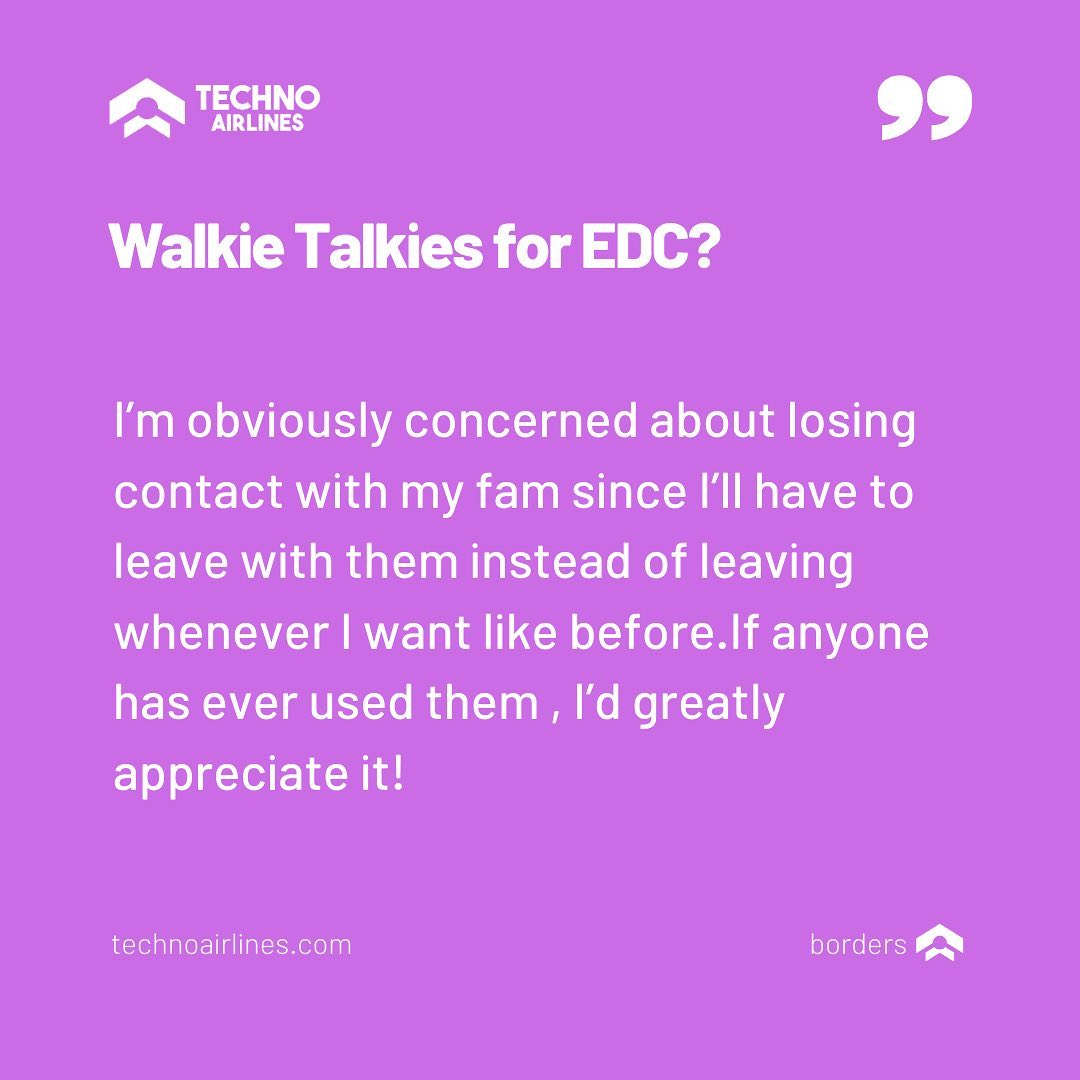 TECHNO
AIRLINES
”
Walkie Talkies for EDC?
I’m obviously concerned about losing
contact with my fam since I’ll have to
leave with them instead of leaving
whenever I want like before.If anyone
has ever used them , I’d greatly
appreciate it!
technoairlines.com
borders